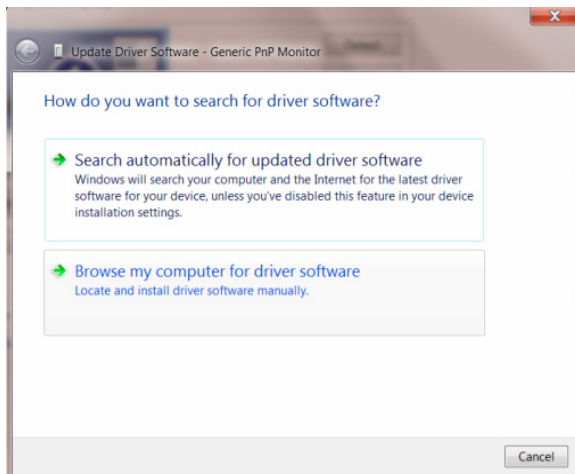 Update Driver Software - Generic PnP Monitor
How do you want to search for driver software?
Search automatically for updated driver software
Windows will search your computer and the Internet for the latest driver
software for your device, unless you've disabled this feature in your device
installation settings.
Browse my computer for driver software
Locate and install driver software manually.
Cancel